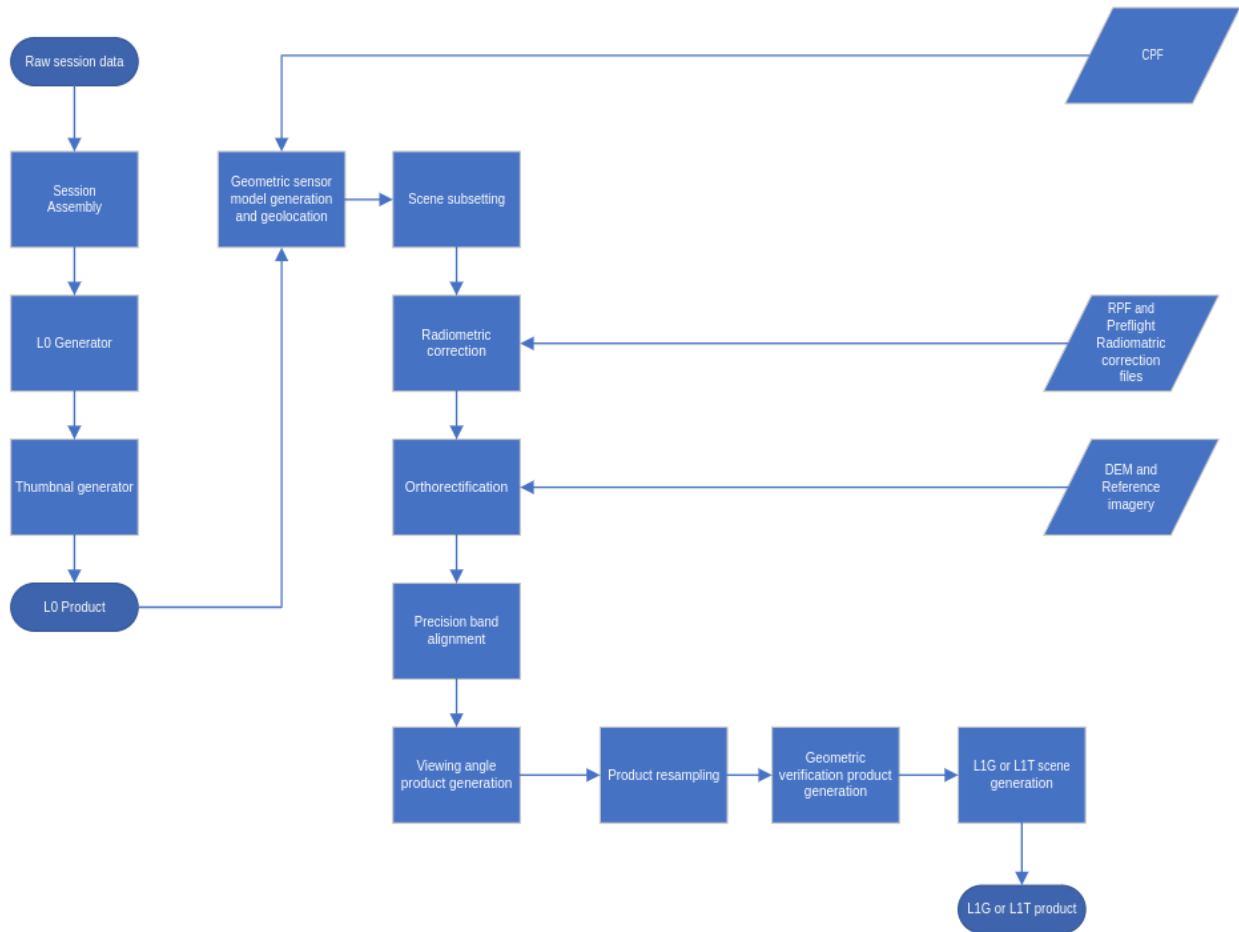 Raw session data
Session
Assembly
L0 Generator
Thumbnal generator
L0 Product
CPF
Geometric sensor
model generation
and geolocation
Scene subsetting
Radiometric
correction
RPF and
Preflight
Radiomatric
correction
files
Orthorectification
DEM and
Reference
imagery
Precision band
alignment
Viewing angle
product generation
Product resampling
Geometric
verification product
generation
L1G or L1T scene
generation
L1G or L1T product